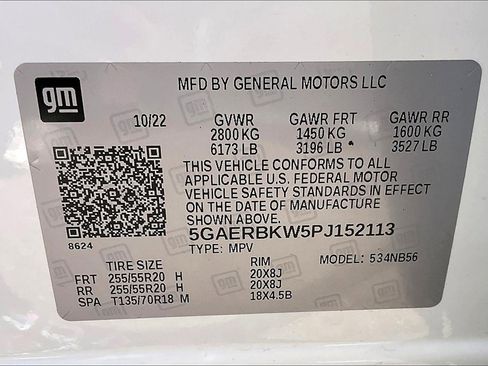 gm
MFD BY GENERAL MOTORS LLC
10/22 GVWR GAWR FRT GAWR RR
2800 KG 1450 KG 1600 KG
6173 LB 3196 LB 3527 LB
THIS VEHICLE CONFORMS TO ALL
APPLICABLE U.S. FEDERAL MOTOR
VEHICLE SAFETY STANDARDS IN EFFECT
ON THE DATE OF MANUFACTURE
SHOWN ABOVE.
8624
5GAERBKW5PJ152113
TYPE: MPV MODEL: 534NB56
TIRE SIZE RIM
FRT 255/55R20 H 20X8J
RR 255/55R20 H 20X8J
SPA T135/70R18 M 18X4.5B